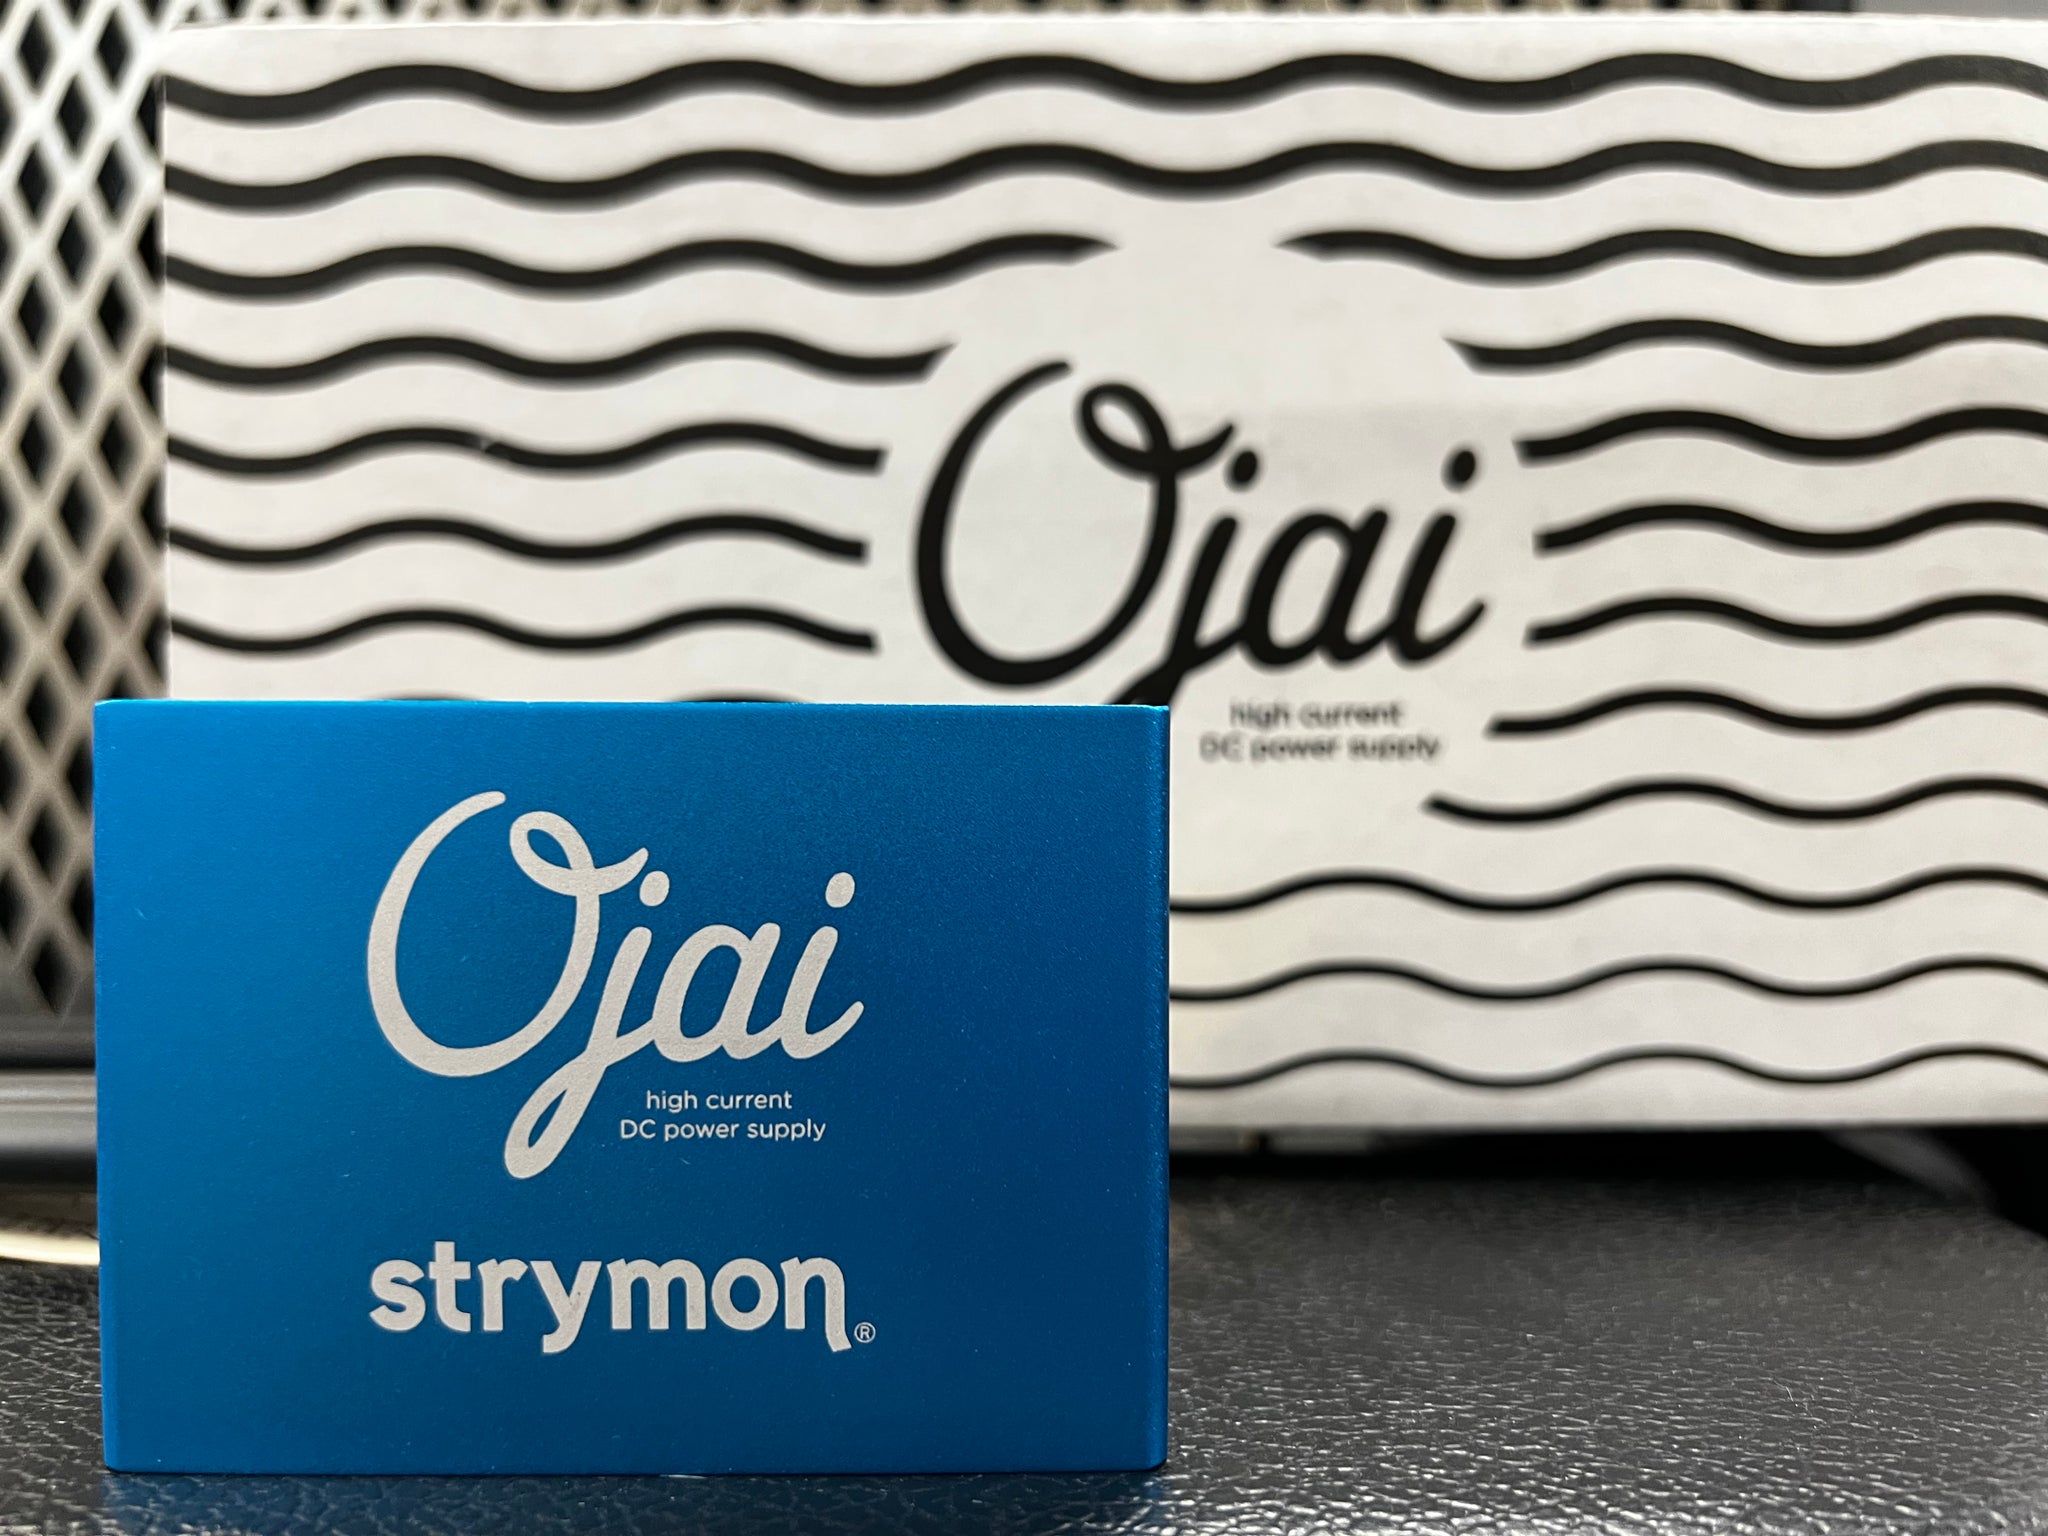 Ojai
high current
DC power supply
Ojai
high current
DC power supply
strymon®